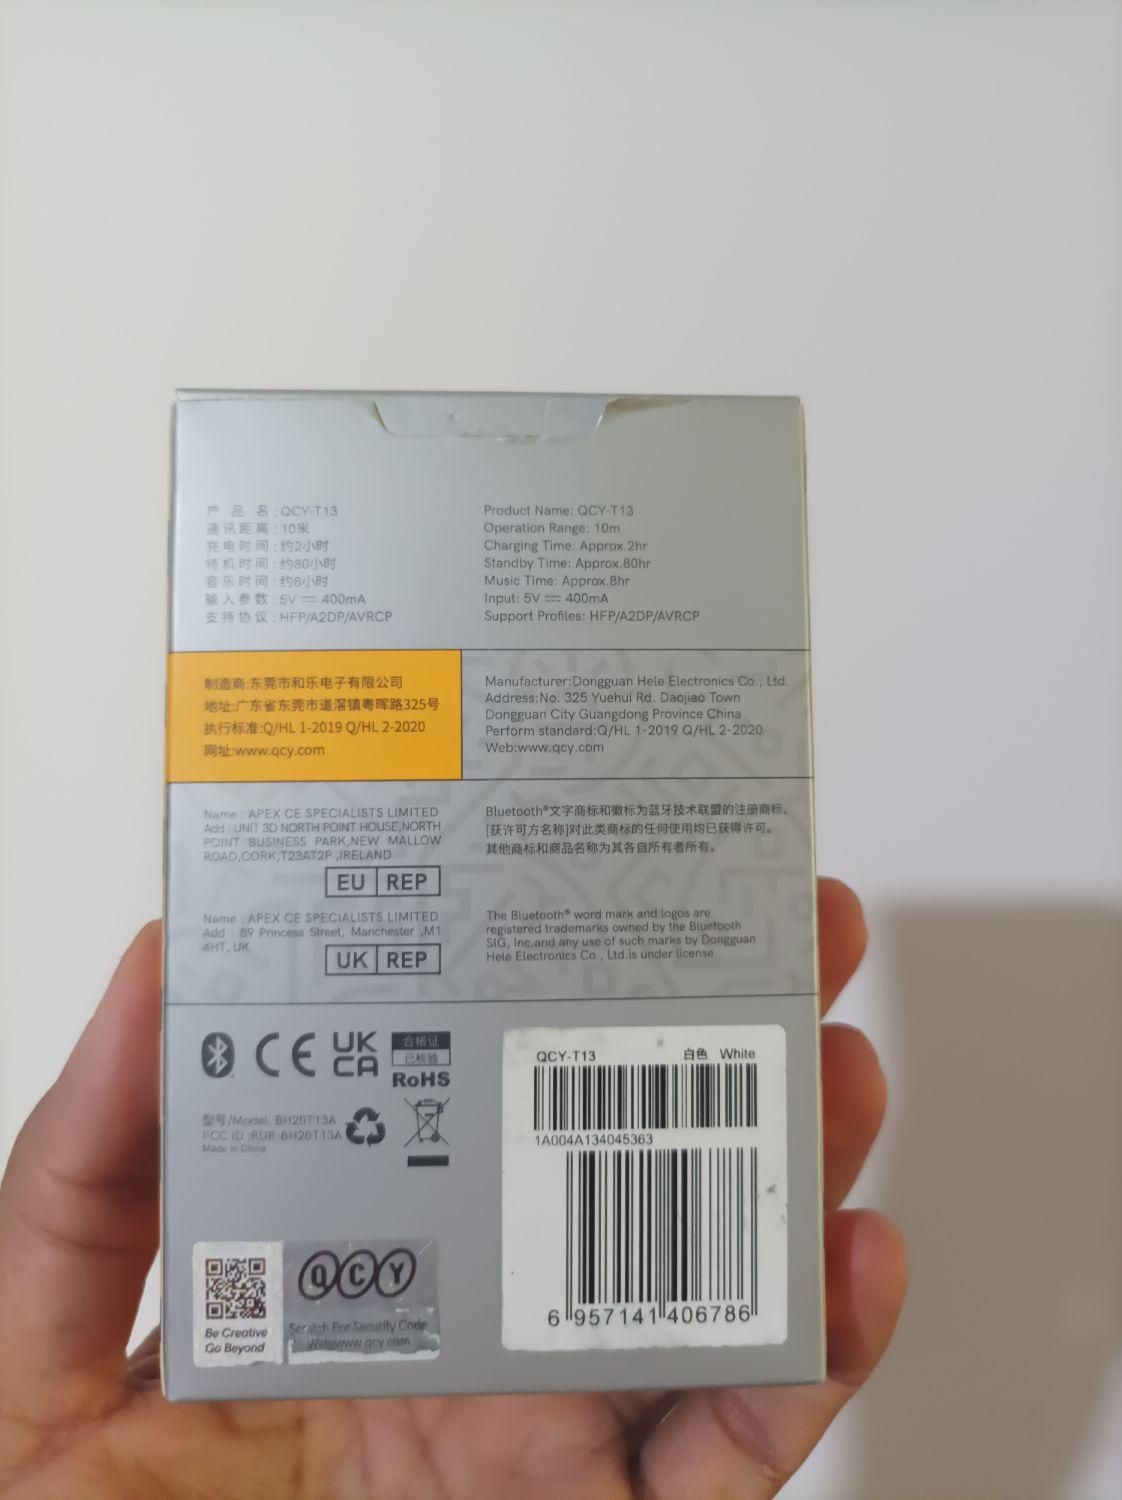 产品名:QCY-T13
通讯距离:10米
充电时间:约2小时
待机时间:约80小时
音乐时间:约8小时
输入参数:5V ⎓ 400mA
支持协议:HFP/A2DP/AVRCP
Product Name: QCY-T13
Operation Range: 10m
Charging Time: Approx.2hr
Standby Time: Approx.80hr
Music Time: Approx.8hr
Input: 5V ⎓ 400mA
Support Profiles: HFP/A2DP/AVRCP
制造商:东莞市和乐电子有限公司
地址:广东省东莞市道滘镇粤晖路325号
执行标准:Q/HL 1-2019 Q/HL 2-2020
网址:www.qcy.com
Manufacturer:Dongguan Hele Electronics Co., Ltd.
Address:No. 325 Yuehui Rd. Daojiao Town
Dongguan City Guangdong Province China
Perform standard:Q/HL 1-2019 Q/HL 2-2020
Web:www.qcy.com
Name : APEX CE SPECIALISTS LIMITED
Add : UNIT 3D NORTH POINT HOUSE,NORTH
POINT BUSINESS PARK,NEW MALLOW
ROAD,CORK,T23AT2P ,IRELAND
EU REP
Name : APEX CE SPECIALISTS LIMITED
Add : 89 Princess Street, Manchester ,M1
4HT, UK
UK REP
Bluetooth®文字商标和徽标为蓝牙技术联盟的注册商标，
[获许可方名称]对此类商标的任何使用均已获得许可。
其他商标和商品名称为其各自所有者所有。
The Bluetooth® word mark and logos are
registered trademarks owned by the Bluetooth
SIG, Inc.and any use of such marks by Dongguan
Hele Electronics Co., Ltd.is under license.
CE
UK
CA
合格证
已检验
RoHS
型号/Model: BH20T13A
FCC ID :RDR-BH20T13A
Made in China
Be Creative
Go Beyond
QCY
Scratch For Security Code
Web:www.qcy.com
QCY-T13 白色 White
1A004A134045363
6 957141 406786